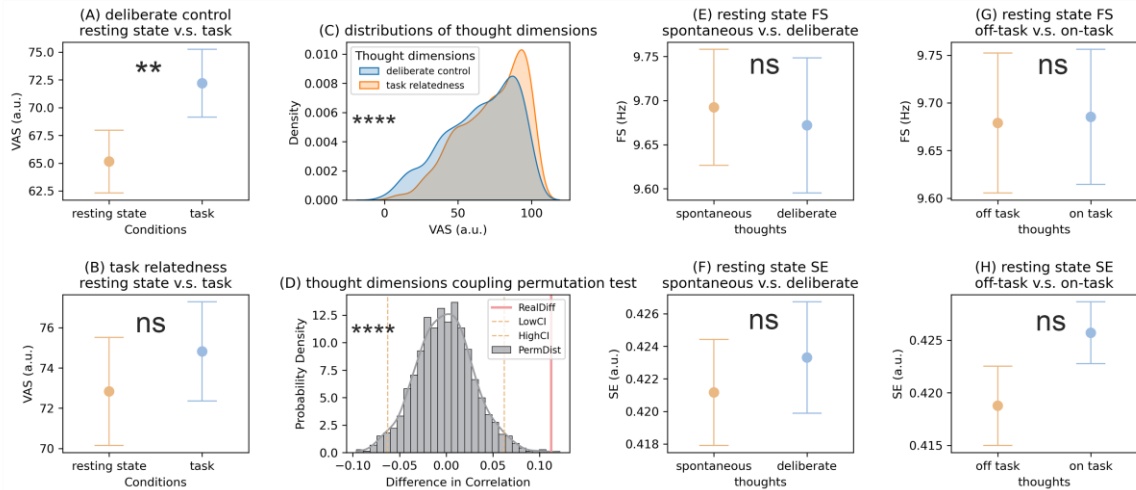 (A) deliberate control
resting state v.s. task
VAS (a.u.)
75.0
72.5
70.0
67.5
65.0
62.5
**
resting state
task
Conditions
(B) task relatedness
resting state v.s. task
VAS (a.u.)
76
74
72
70
ns
resting state
task
Conditions
(C) distributions of thought dimensions
Density
0.010
0.008
0.006
0.004
0.002
0.000
Thought dimensions
deliberate control
task relatedness
****
0
50
100
VAS (a.u.)
(D) thought dimensions coupling permutation test
Probability Density
12.5
10.0
7.5
5.0
2.5
0.0
****
RealDiff
LowCI
HighCI
PermDist
−0.10
−0.05
0.00
0.05
0.10
Difference in Correlation
(E) resting state FS
spontaneous v.s. deliberate
FS (Hz)
9.75
9.70
9.65
9.60
ns
spontaneous
deliberate
thoughts
(F) resting state SE
spontaneous v.s. deliberate
SE (a.u.)
0.426
0.424
0.422
0.420
0.418
ns
spontaneous
deliberate
thoughts
(G) resting state FS
off-task v.s. on-task
FS (Hz)
9.75
9.70
9.65
9.60
ns
off task
on task
thoughts
(H) resting state SE
off-task v.s. on-task
SE (a.u.)
0.425
0.420
0.415
ns
off task
on task
thoughts